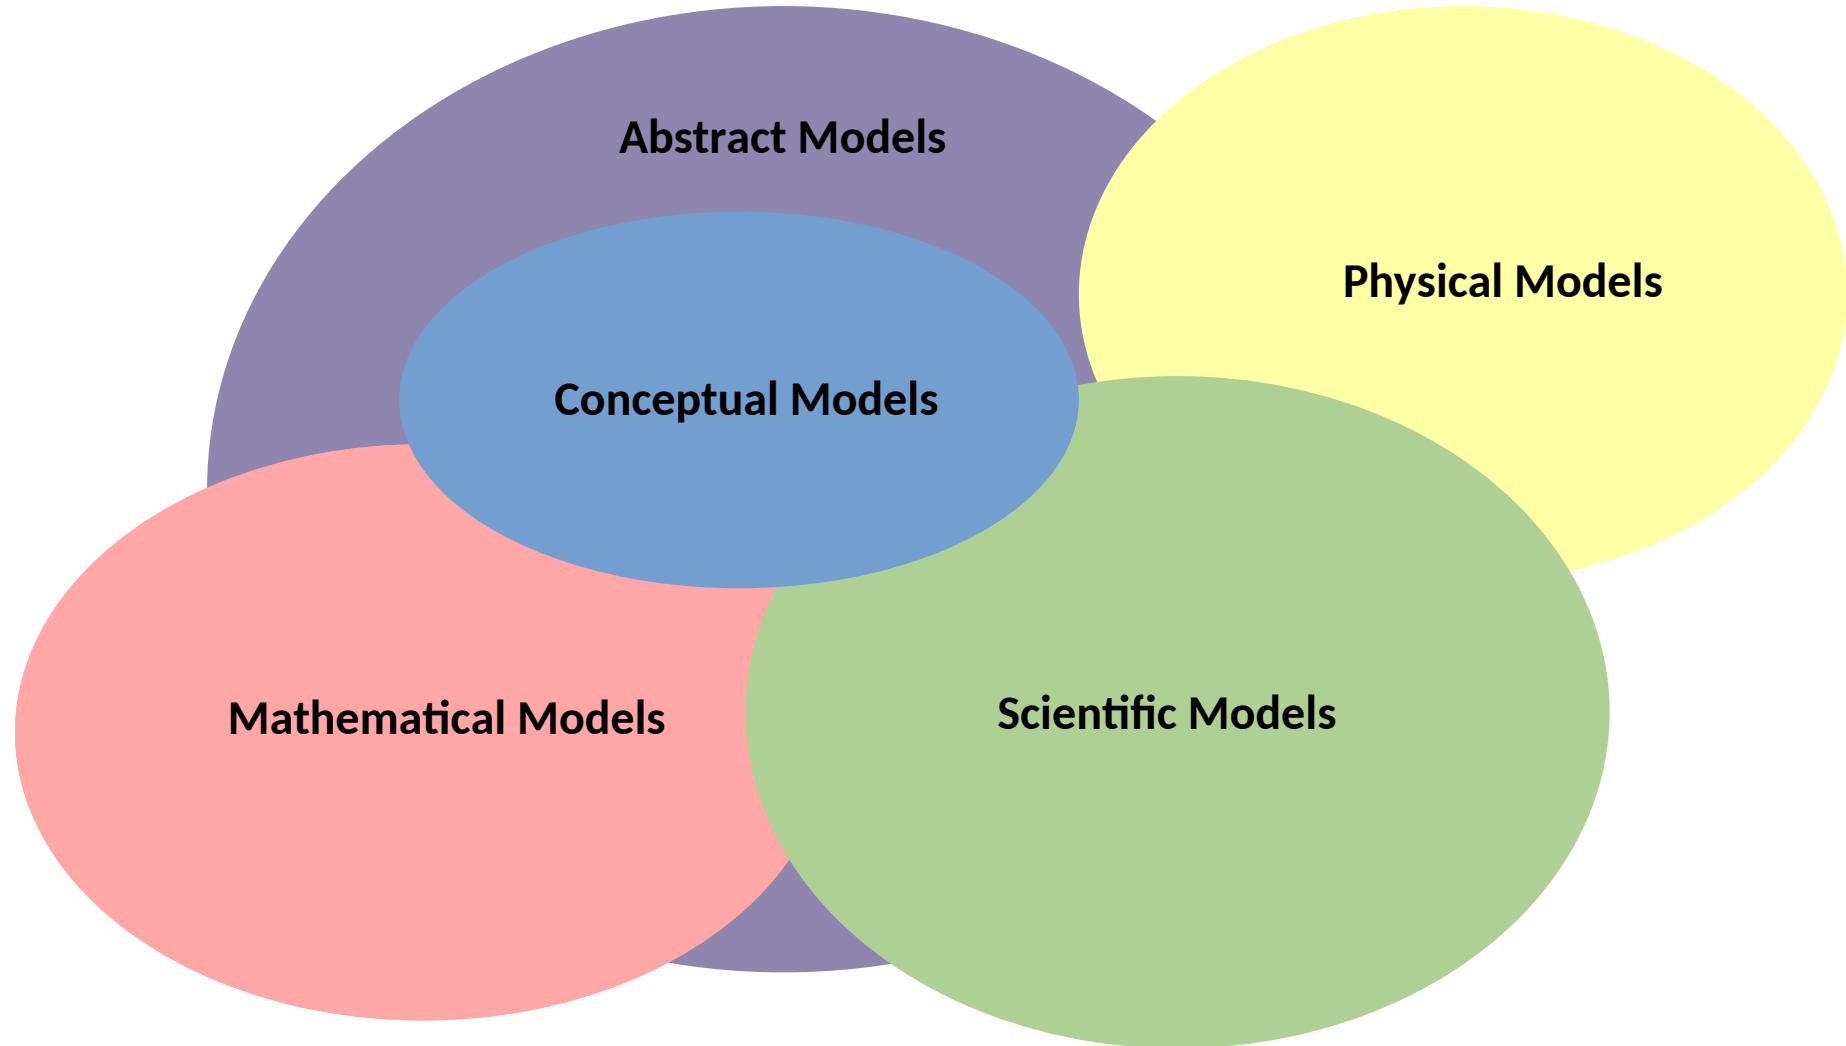 Abstract Models
Physical Models
Conceptual Models
Mathematical Models
Scientific Models